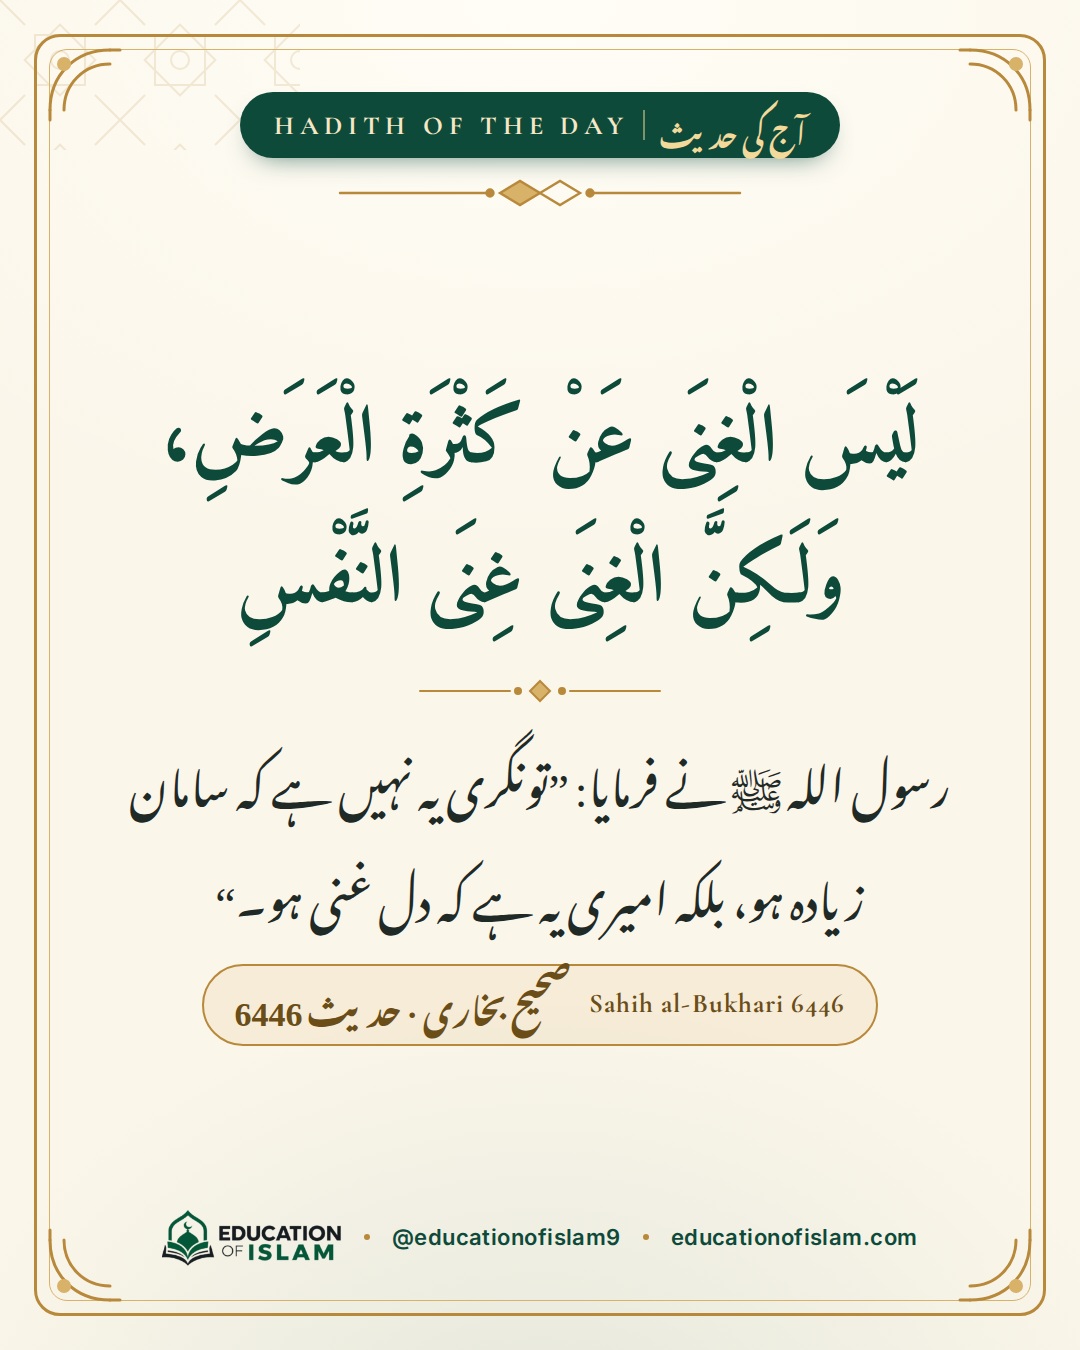 HADITH OF THE DAY | آج کی حدیث
لَيْسَ الْغِنَى عَنْ كَثْرَةِ الْعَرَضِ،
وَلَكِنَّ الْغِنَى غِنَى النَّفْسِ
رسول اللہ ﷺ نے فرمایا: ”تونگری یہ نہیں ہے کہ سامان
زیادہ ہو، بلکہ امیری یہ ہے کہ دل غنی ہو۔“
صحیح بخاری · حدیث 6446 Sahih al-Bukhari 6446
EDUCATION OF ISLAM • @educationofislam9 • educationofislam.com